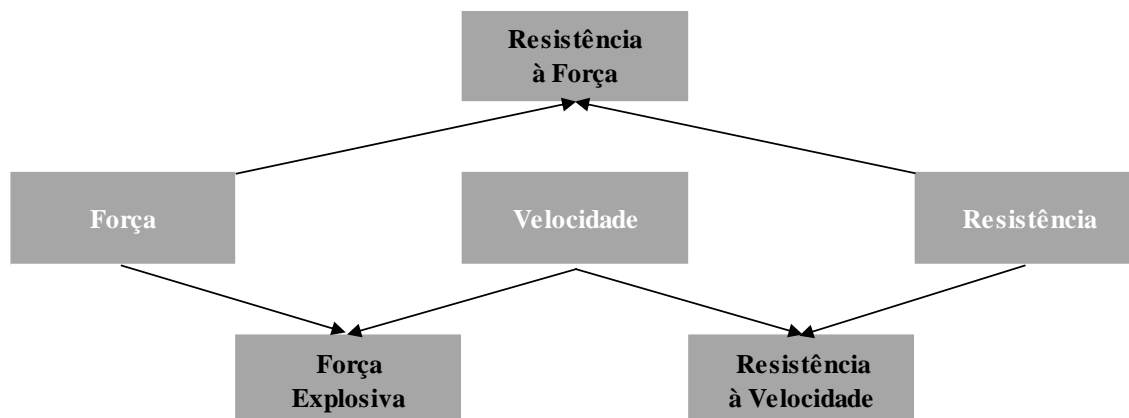 Resistência
à Força
Força
Velocidade
Resistência
Força
Explosiva
Resistência
à Velocidade